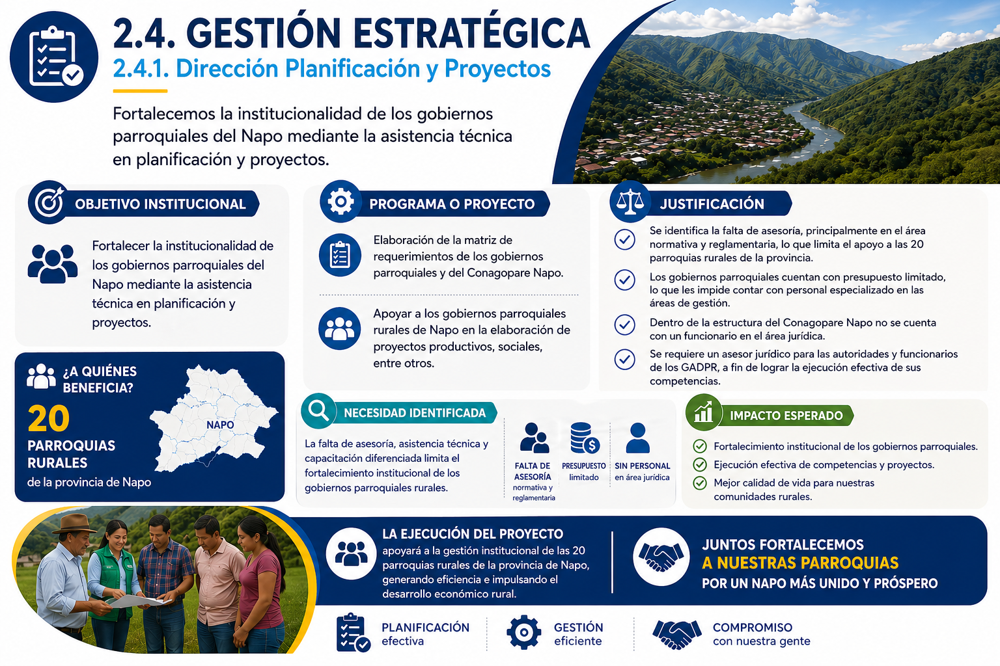 2.4. GESTIÓN ESTRATÉGICA
2.4.1. Dirección Planificación y Proyectos
Fortalecemos la institucionalidad de los gobiernos
parroquiales del Napo mediante la asistencia técnica
en planificación y proyectos.
OBJETIVO INSTITUCIONAL
Fortalecer la institucionalidad de
los gobiernos parroquiales del
Napo mediante la asistencia
técnica en planificación y
proyectos.
PROGRAMA O PROYECTO
Elaboración de la matriz de
requerimientos de los gobiernos
parroquiales y del Conagopare Napo.
Apoyar a los gobiernos parroquiales
rurales de Napo en la elaboración de
proyectos productivos, sociales,
entre otros.
JUSTIFICACIÓN
Se identifica la falta de asesoría, principalmente en el área
normativa y reglamentaria, lo que limita el apoyo a las 20
parroquias rurales de la provincia.
Los gobiernos parroquiales cuentan con presupuesto limitado,
lo que les impide contar con personal especializado en las
áreas de gestión.
Dentro de la estructura del Conagopare Napo no se cuenta
con un funcionario en el área jurídica.
Se requiere un asesor jurídico para las autoridades y funcionarios
de los GADPR, a fin de lograr la ejecución efectiva de sus
competencias.
¿A QUIÉNES
BENEFICIA?
20
PARROQUIAS
RURALES
de la provincia de Napo
NAPO
NECESIDAD IDENTIFICADA
La falta de asesoría, asistencia técnica y
capacitación diferenciada limita el
fortalecimiento institucional de los
gobiernos parroquiales rurales.
FALTA DE
ASESORÍA
normativa y
reglamentaria
PRESUPUESTO
limitado
SIN PERSONAL
en área jurídica
IMPACTO ESPERADO
Fortalecimiento institucional de los gobiernos parroquiales.
Ejecución efectiva de competencias y proyectos.
Mejor calidad de vida para nuestras
comunidades rurales.
LA EJECUCIÓN DEL PROYECTO
apoyará a la gestión institucional de las 20
parroquias rurales de la provincia de Napo,
generando eficiencia e impulsando el
desarrollo económico rural.
JUNTOS FORTALECEMOS
A NUESTRAS PARROQUIAS
POR UN NAPO MÁS UNIDO Y PRÓSPERO
PLANIFICACIÓN
efectiva
GESTIÓN
eficiente
COMPROMISO
con nuestra gente